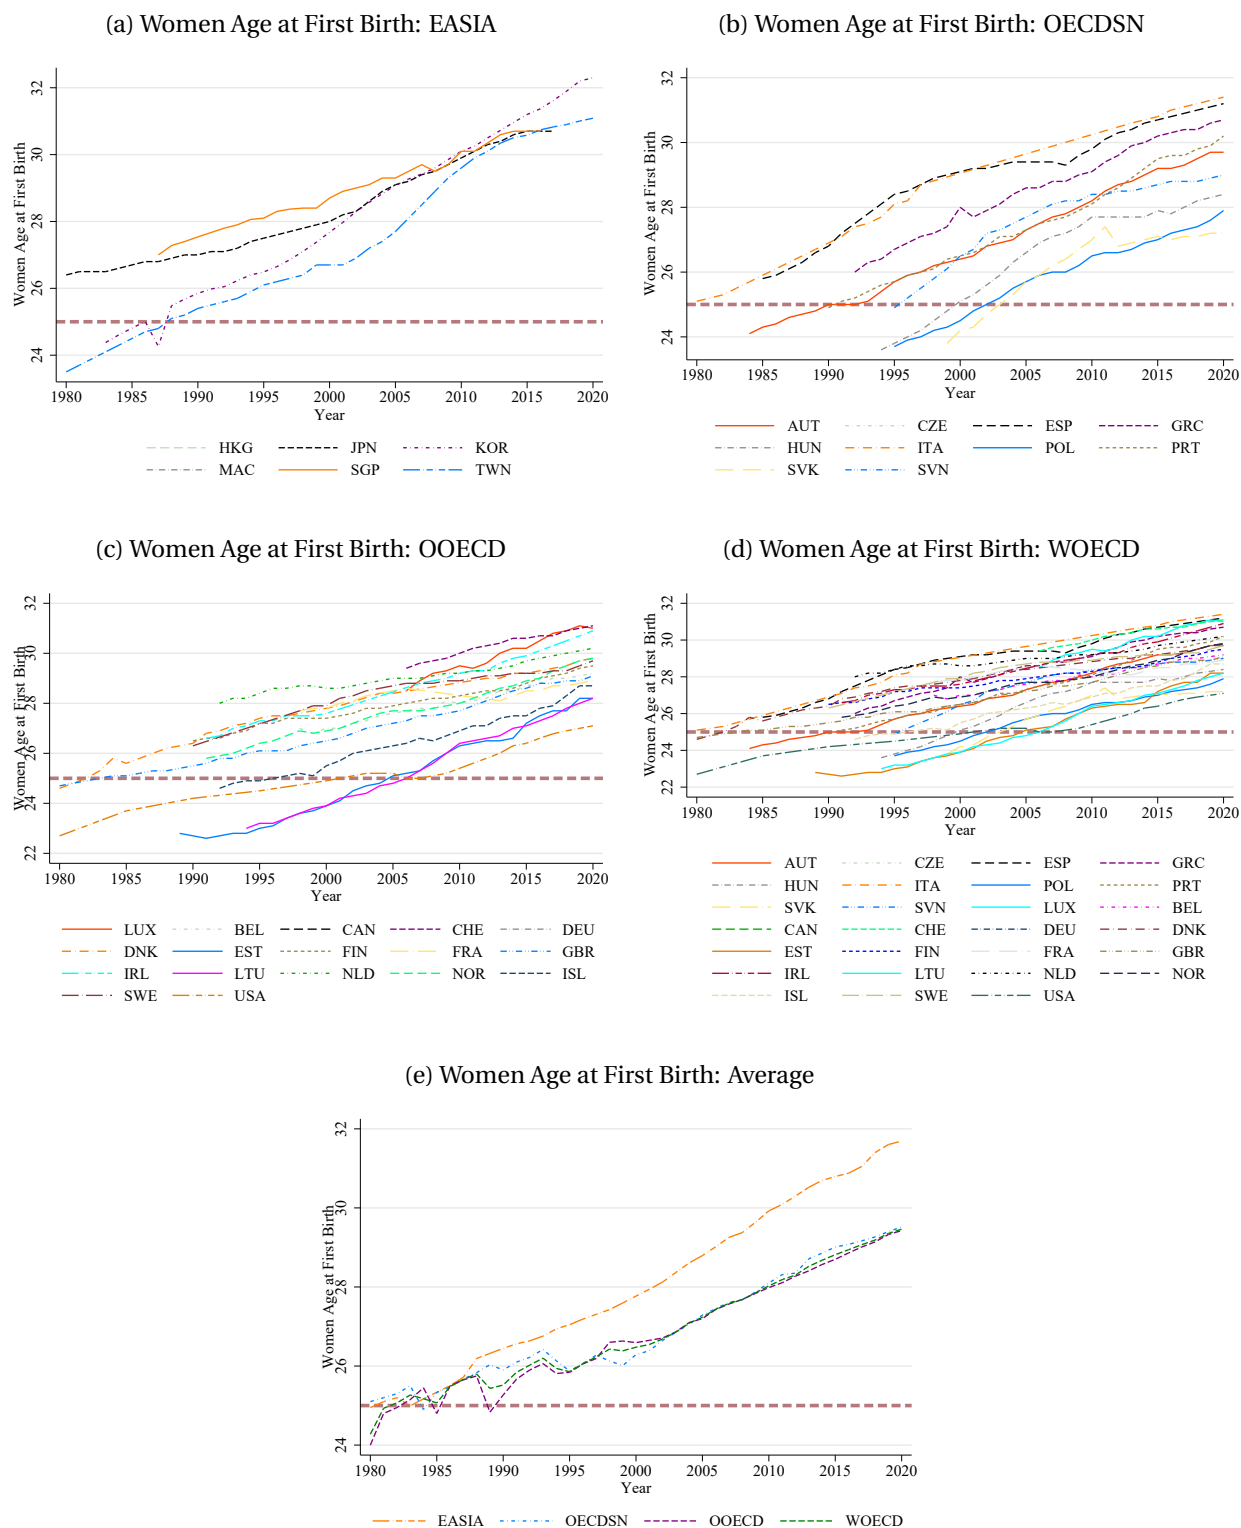 (a) Women Age at First Birth: EASIA
Women Age at First Birth
32
30
28
26
24
1980 1985 1990 1995 2000 2005 2010 2015 2020
Year
HKG JPN KOR
MAC SGP TWN
(b) Women Age at First Birth: OECDSN
Women Age at First Birth
32
30
28
26
24
1980 1985 1990 1995 2000 2005 2010 2015 2020
Year
AUT CZE ESP GRC
HUN ITA POL PRT
SVK SVN
(c) Women Age at First Birth: OOECD
Women Age at First Birth
32
30
28
26
24
22
1980 1985 1990 1995 2000 2005 2010 2015 2020
Year
LUX BEL CAN CHE DEU
DNK EST FIN FRA GBR
IRL LTU NLD NOR ISL
SWE USA
(d) Women Age at First Birth: WOECD
Women Age at First Birth
32
30
28
26
24
22
1980 1985 1990 1995 2000 2005 2010 2015 2020
Year
AUT CZE ESP GRC
HUN ITA POL PRT
SVK SVN LUX BEL
CAN CHE DEU DNK
EST FIN FRA GBR
IRL LTU NLD NOR
ISL SWE USA
(e) Women Age at First Birth: Average
Women Age at First Birth
32
30
28
26
24
1980 1985 1990 1995 2000 2005 2010 2015 2020
Year
EASIA OECDSN OOECD WOECD